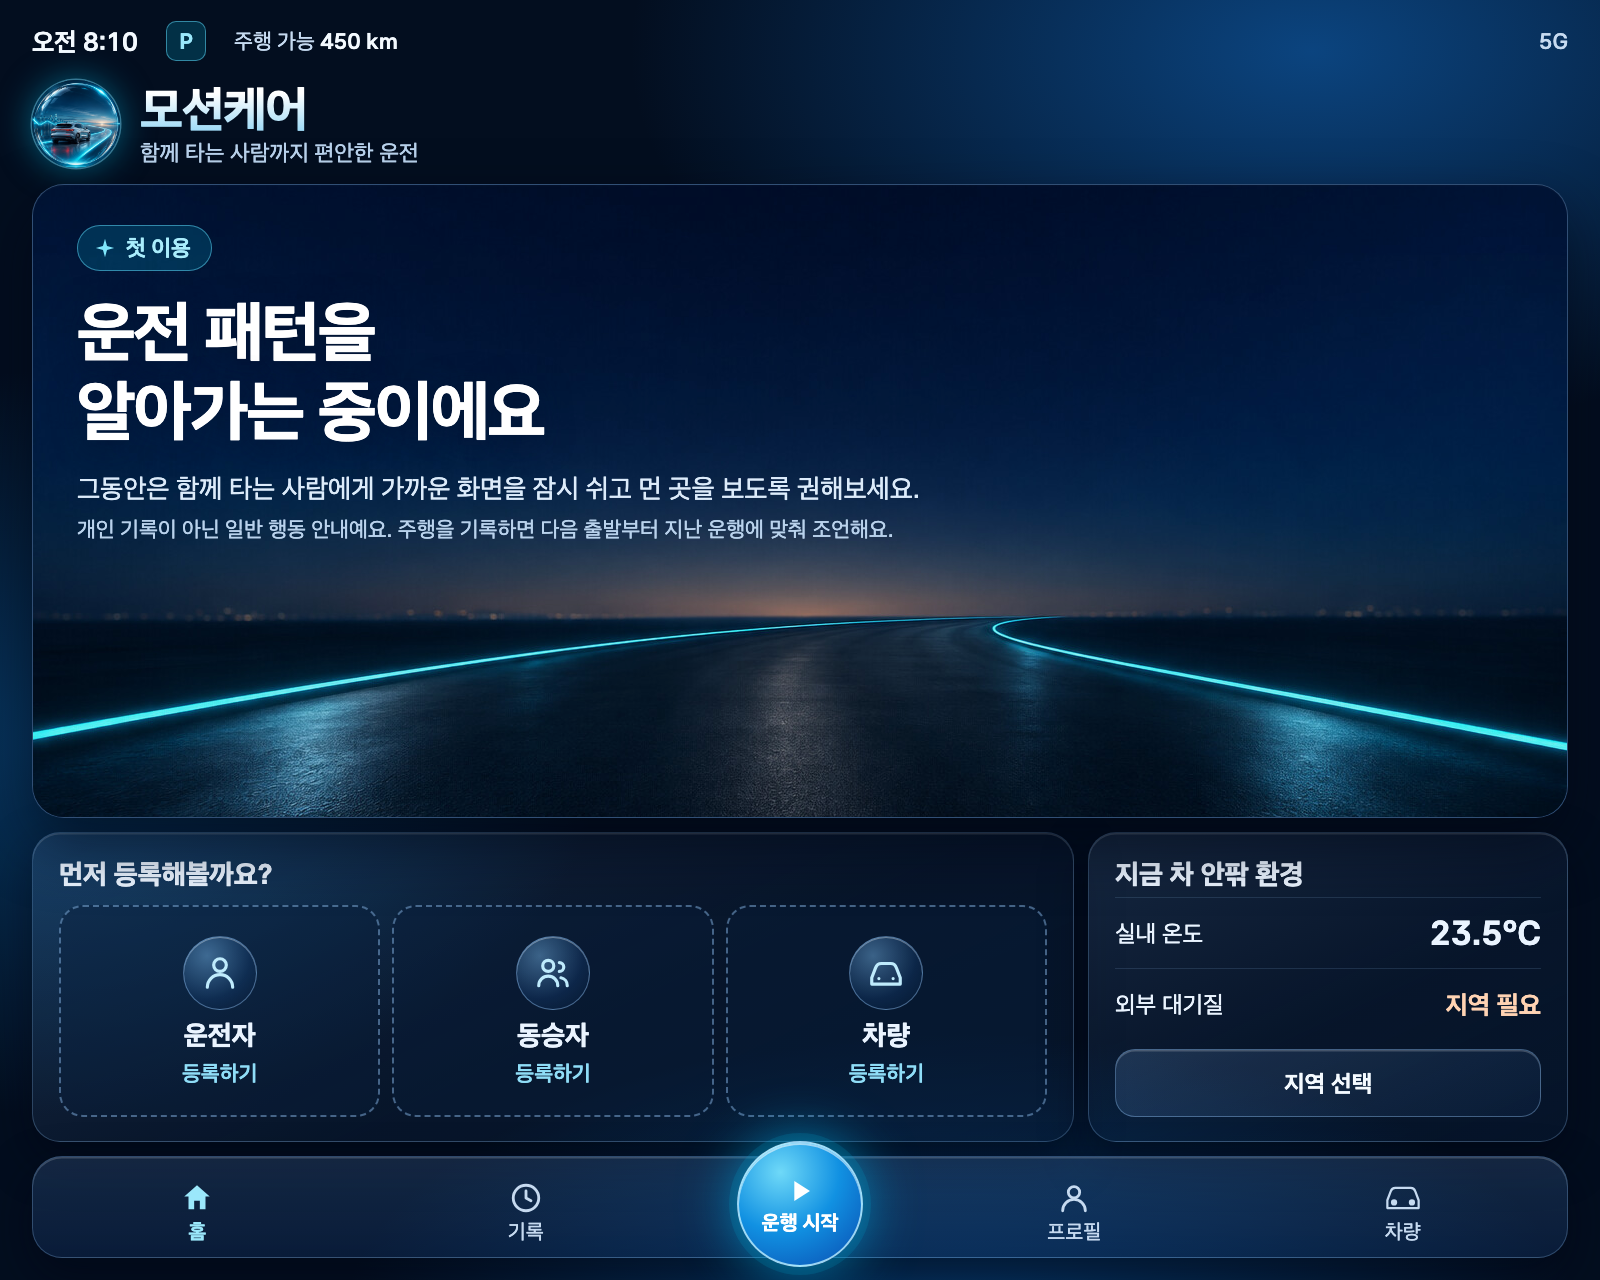 오전 8:10
P
주행 가능 450 km
5G
모션케어
함께 타는 사람까지 편안한 운전
첫 이용
운전 패턴을
알아가는 중이에요
그동안은 함께 타는 사람에게 가까운 화면을 잠시 쉬고 먼 곳을 보도록 권해보세요.
개인 기록이 아닌 일반 행동 안내예요. 주행을 기록하면 다음 출발부터 지난 운행에 맞춰 조언해요.
먼저 등록해볼까요?
운전자
등록하기
동승자
등록하기
차량
등록하기
지금 차 안팎 환경
실내 온도
23.5°C
외부 대기질
지역 필요
지역 선택
홈
기록
운행 시작
프로필
차량